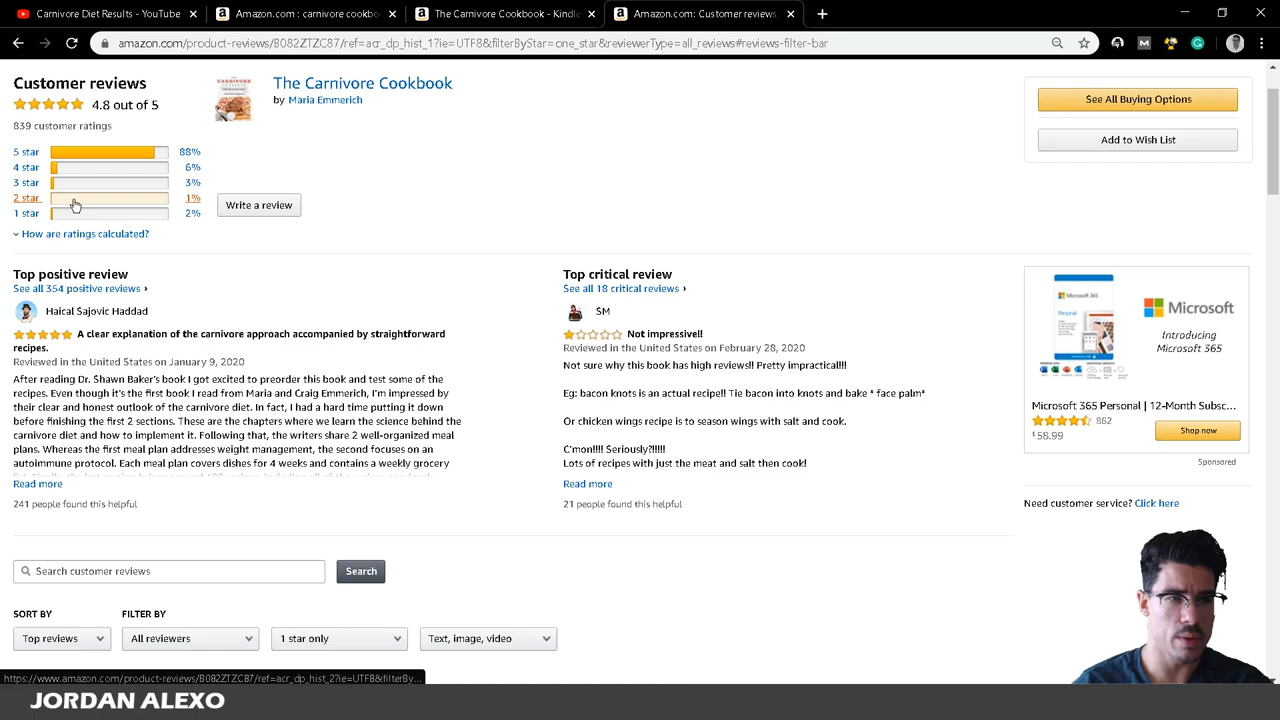 Carnivore Diet Results - YouTube
Amazon.com : carnivore cookbo
The Carnivore Cookbook - Kindle
Amazon.com: Customer reviews:
amazon.com/product-reviews/B082ZTZC87/ref=acr_dp_hist_1?ie=UTF8&filterByStar=one_star&reviewerType=all_reviews#reviews-filter-bar
Customer reviews
4.8 out of 5
839 customer ratings
5 star 88%
4 star 6%
3 star 3%
2 star 1%
1 star 2%
How are ratings calculated?
The Carnivore Cookbook
by Maria Emmerich
Write a review
See All Buying Options
Add to Wish List
Top positive review
See all 354 positive reviews ›
Haical Sajovic Haddad
A clear explanation of the carnivore approach accompanied by straightforward
recipes.
Reviewed in the United States on January 9, 2020
After reading Dr. Shawn Baker's book I got excited to preorder this book and test some of the
recipes. Even though it's the first book I read from Maria and Craig Emmerich, I'm impressed by
their clear and honest outlook of the carnivore diet. In fact, I had a hard time putting it down
before finishing the first 2 sections. These are the chapters where we learn the science behind the
carnivore diet and how to implement it. Following that, the writers share 2 well-organized meal
plans. Whereas the first meal plan addresses weight management, the second focuses on an
autoimmune protocol. Each meal plan covers dishes for 4 weeks and contains a weekly grocery
Read more
241 people found this helpful
Top critical review
See all 18 critical reviews ›
SM
Not impressive!!
Reviewed in the United States on February 28, 2020
Not sure why this book has high reviews!! Pretty impractical!!!
Eg: bacon knots is an actual recipe!! Tie bacon into knots and bake * face palm*
Or chicken wings recipe is to season wings with salt and cook.
C'mon!!!! Seriously?!!!!!
Lots of recipes with just the meat and salt then cook!
Read more
21 people found this helpful
Microsoft
Introducing
Microsoft 365
Microsoft 365 Personal | 12-Month Subsc...
862
$58.99
Shop now
Sponsored
Need customer service? Click here
Search customer reviews
Search
SORT BY
FILTER BY
Top reviews
All reviewers
1 star only
Text, image, video
https://www.amazon.com/product-reviews/B082ZTZC87/ref=acr_dp_hist_2?ie=UTF8&filterBy...
JORDAN ALEXO